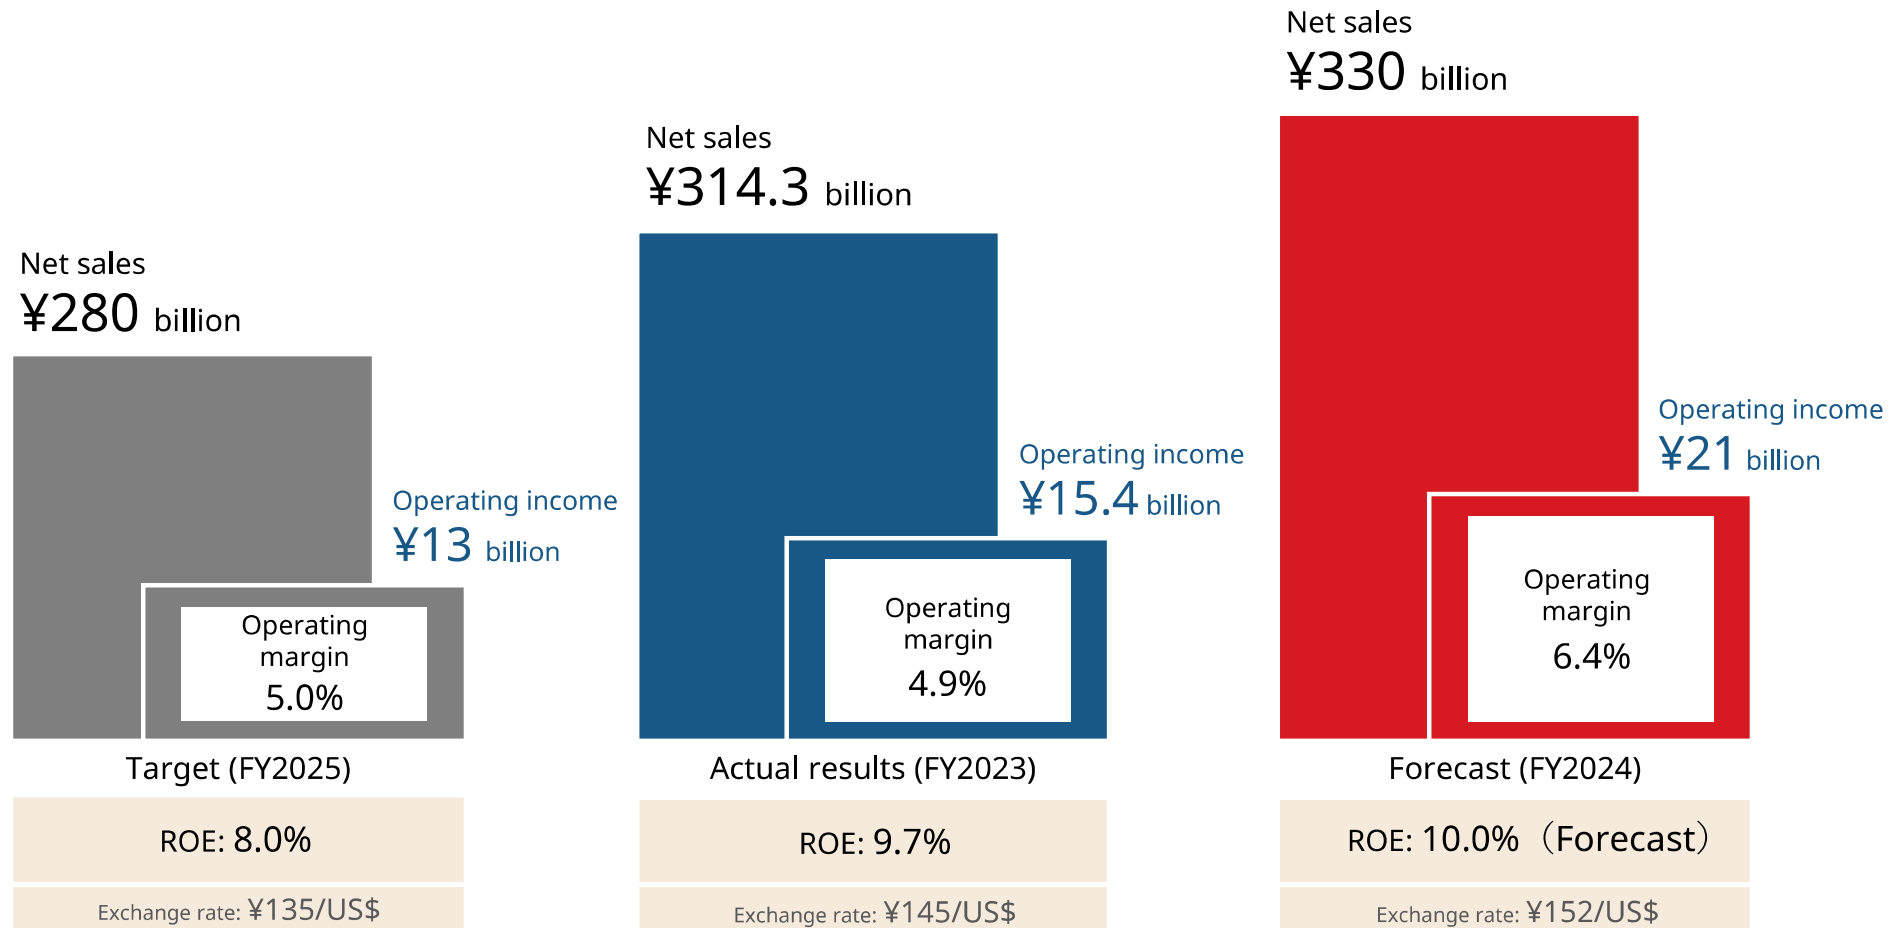 Net sales
¥280 billion
Operating income
¥13 billion
Operating
margin
5.0%
Target (FY2025)
ROE: 8.0%
Exchange rate: ¥135/US$
Net sales
¥314.3 billion
Operating income
¥15.4 billion
Operating
margin
4.9%
Actual results (FY2023)
ROE: 9.7%
Exchange rate: ¥145/US$
Net sales
¥330 billion
Operating income
¥21 billion
Operating
margin
6.4%
Forecast (FY2024)
ROE: 10.0%（Forecast）
Exchange rate: ¥152/US$